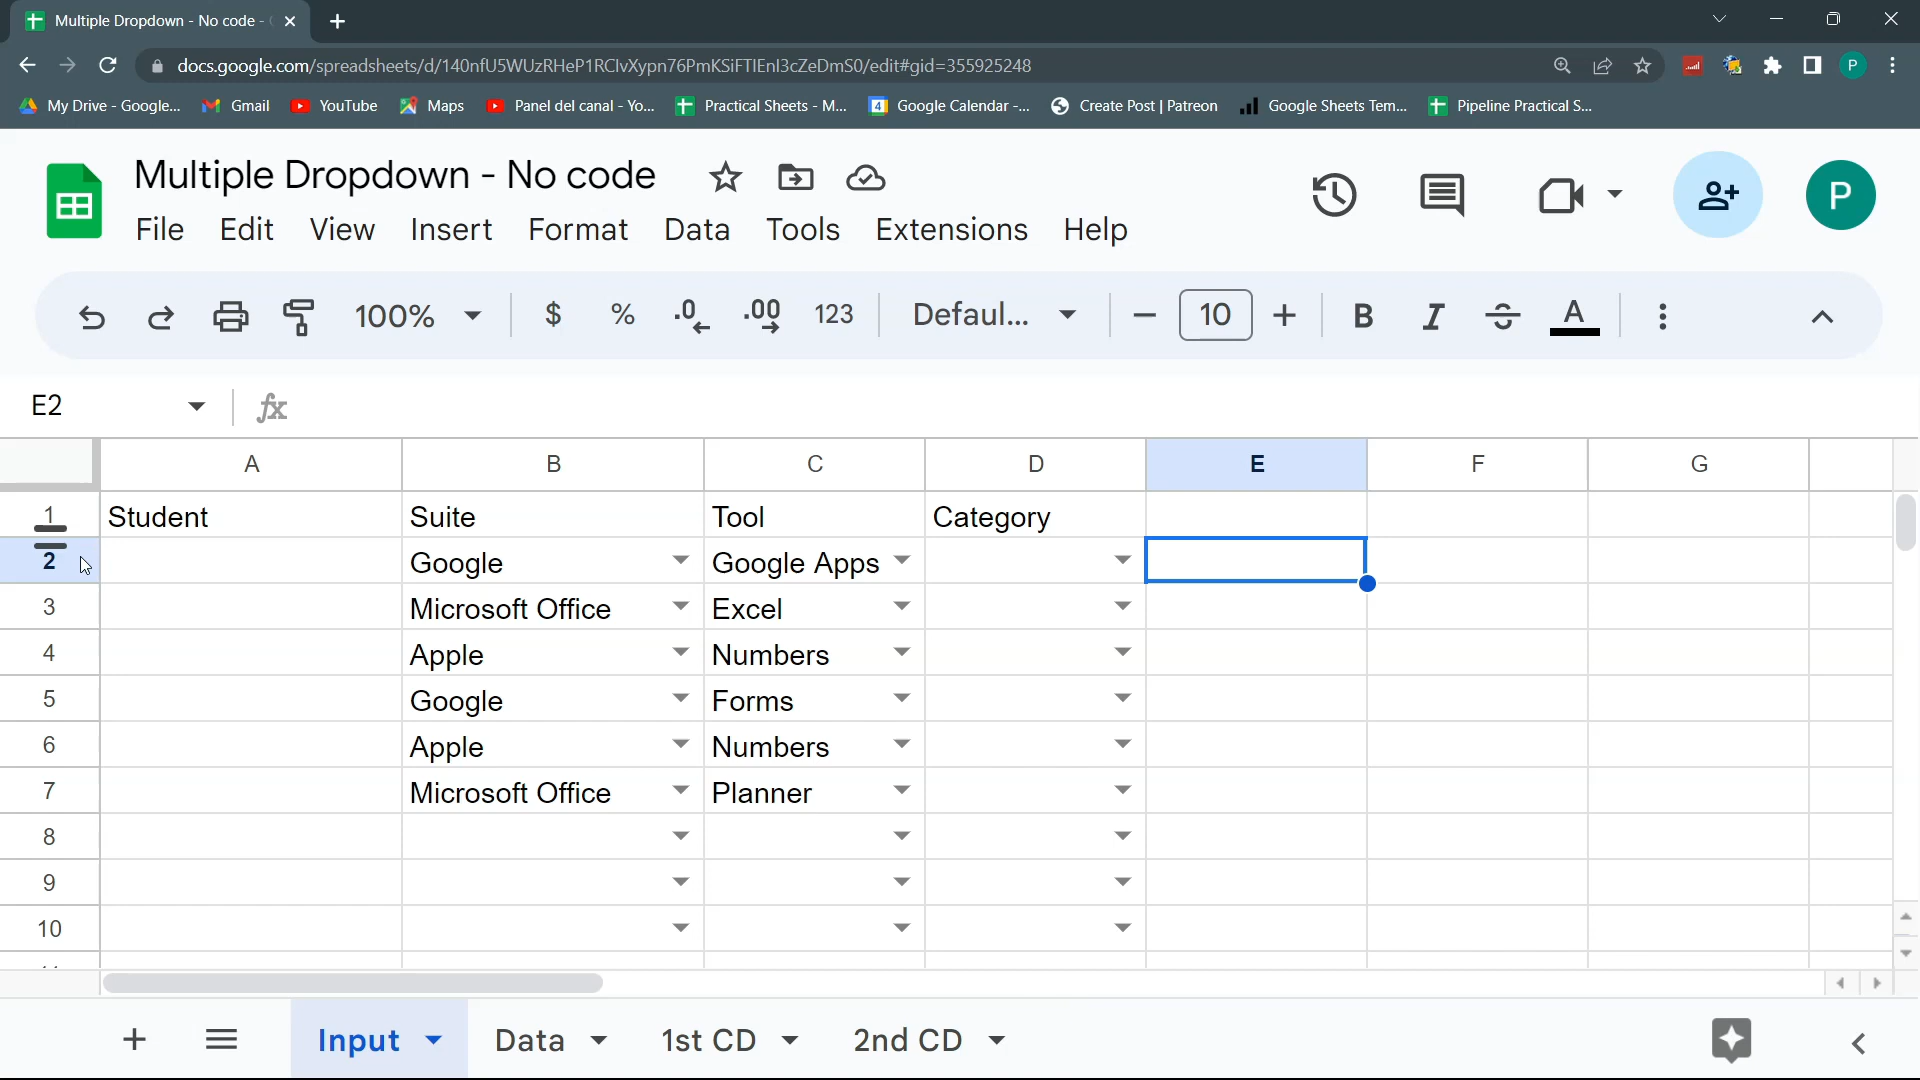 Multiple Dropdown - No code -
docs.google.com/spreadsheets/d/140nfU5WUzRHeP1RClvXypn76PmKSiFTIEnI3cZeDmS0/edit#gid=355925248
P
My Drive - Google... Gmail YouTube Maps Panel del canal - Yo... Practical Sheets - M... 4 Google Calendar -... Create Post | Patreon Google Sheets Tem... Pipeline Practical S...
Multiple Dropdown - No code
P
File Edit View Insert Format Data Tools Extensions Help
100% $ % .0 .00 123 Defaul... 10 B I S A
E2 fx
A B C D E F G
1 Student Suite Tool Category
2 Google Google Apps
3 Microsoft Office Excel
4 Apple Numbers
5 Google Forms
6 Apple Numbers
7 Microsoft Office Planner
8
9
10
Input Data 1st CD 2nd CD